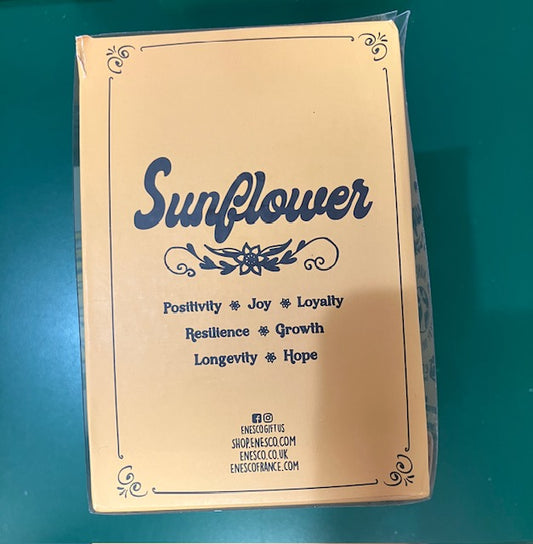 Sunflower
Positivity ❀ Joy ❀ Loyalty
Resilience ❀ Growth
Longevity ❀ Hope
ENESCOGIFTUS
SHOP.ENESCO.COM
ENESCO.CO.UK
ENESCOFRANCE.COM